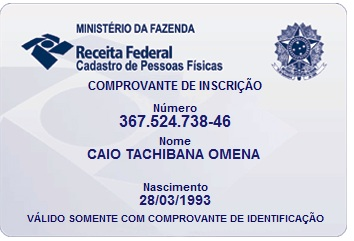 MINISTÉRIO DA FAZENDA
Receita Federal
Cadastro de Pessoas Físicas
COMPROVANTE DE INSCRIÇÃO
Número
367.524.738-46
Nome
CAIO TACHIBANA OMENA
Nascimento
28/03/1993
VÁLIDO SOMENTE COM COMPROVANTE DE IDENTIFICAÇÃO